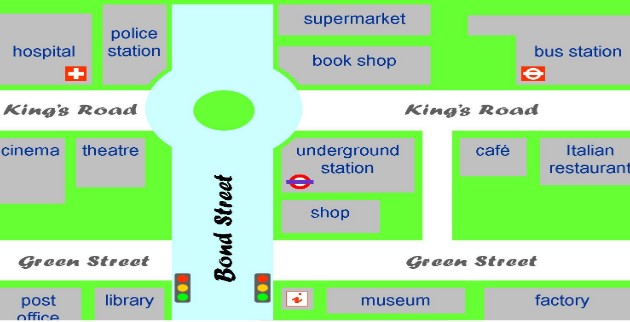 supermarket
police
station
hospital
book shop
bus station
King's Road
King's Road
cinema
theatre
underground
station
café
Italian
restaurant
shop
Bond Street
Green Street
Green Street
post
office
library
i
museum
factory